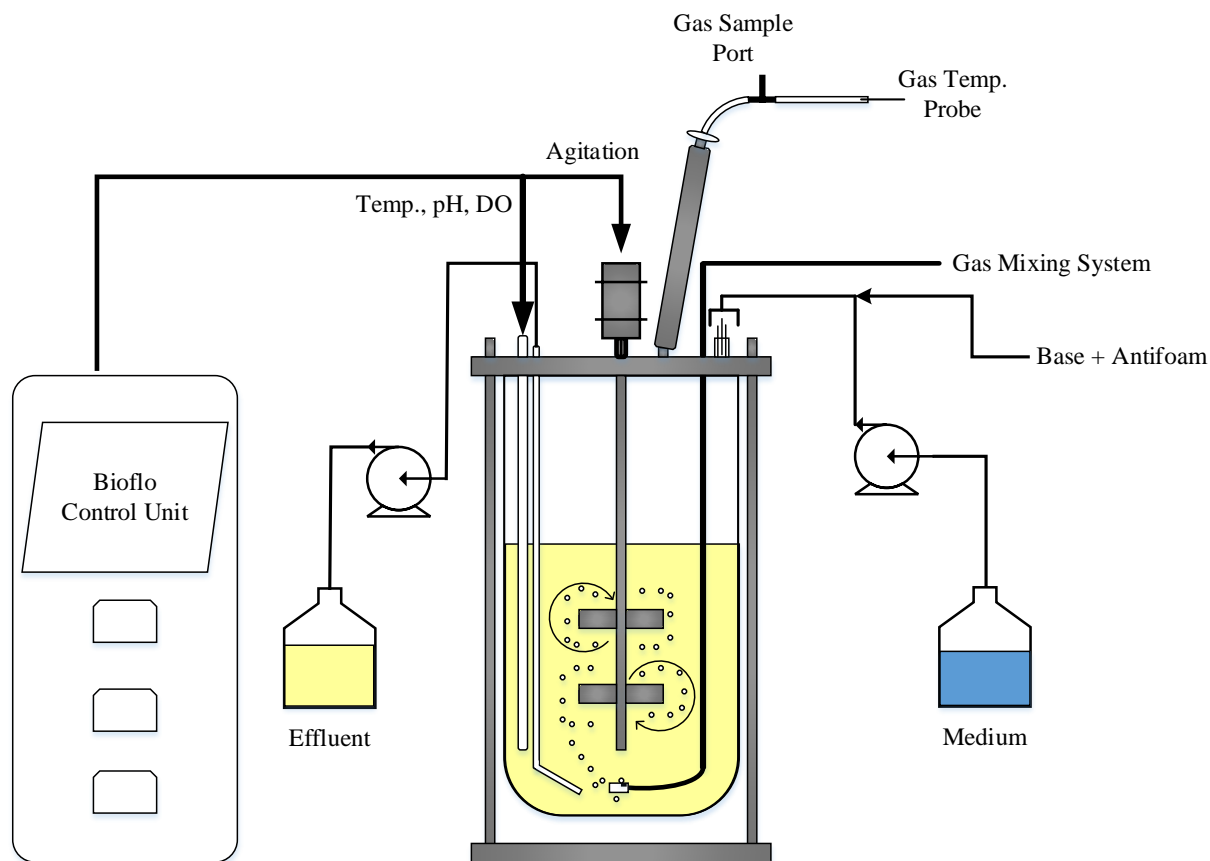 Gas Sample
Port
Gas Temp.
Probe
Agitation
Temp., pH, DO
Gas Mixing System
Base + Antifoam
Bioflo
Control Unit
Effluent
Medium